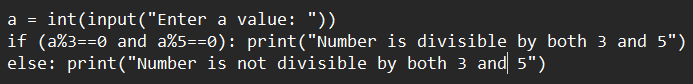 a = int(input("Enter a value: "))
if (a%3==0 and a%5==0): print("Number is divisible by both 3 and 5")
else: print("Number is not divisible by both 3 and 5")